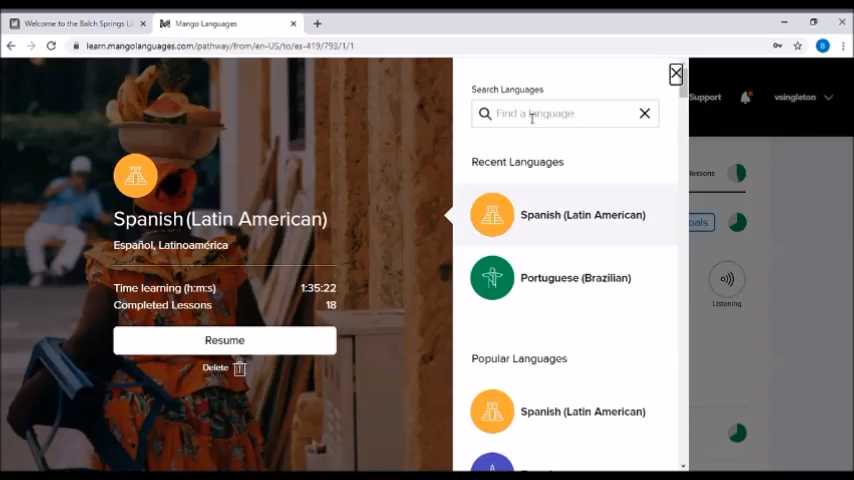 Welcome to the Balch Springs Li
Mango Languages
learn.mangolanguages.com/pathway/from/en-US/to/es-419/793/1/1
Search Languages
Find a language
Support
vsingleton
Recent Languages
lessons
Spanish (Latin American)
Español, Latinoamérica
Time learning (h:m:s) 1:35:22
Completed Lessons 18
Resume
Delete
Spanish (Latin American)
Portuguese (Brazilian)
Popular Languages
Spanish (Latin American)
oals
Listening